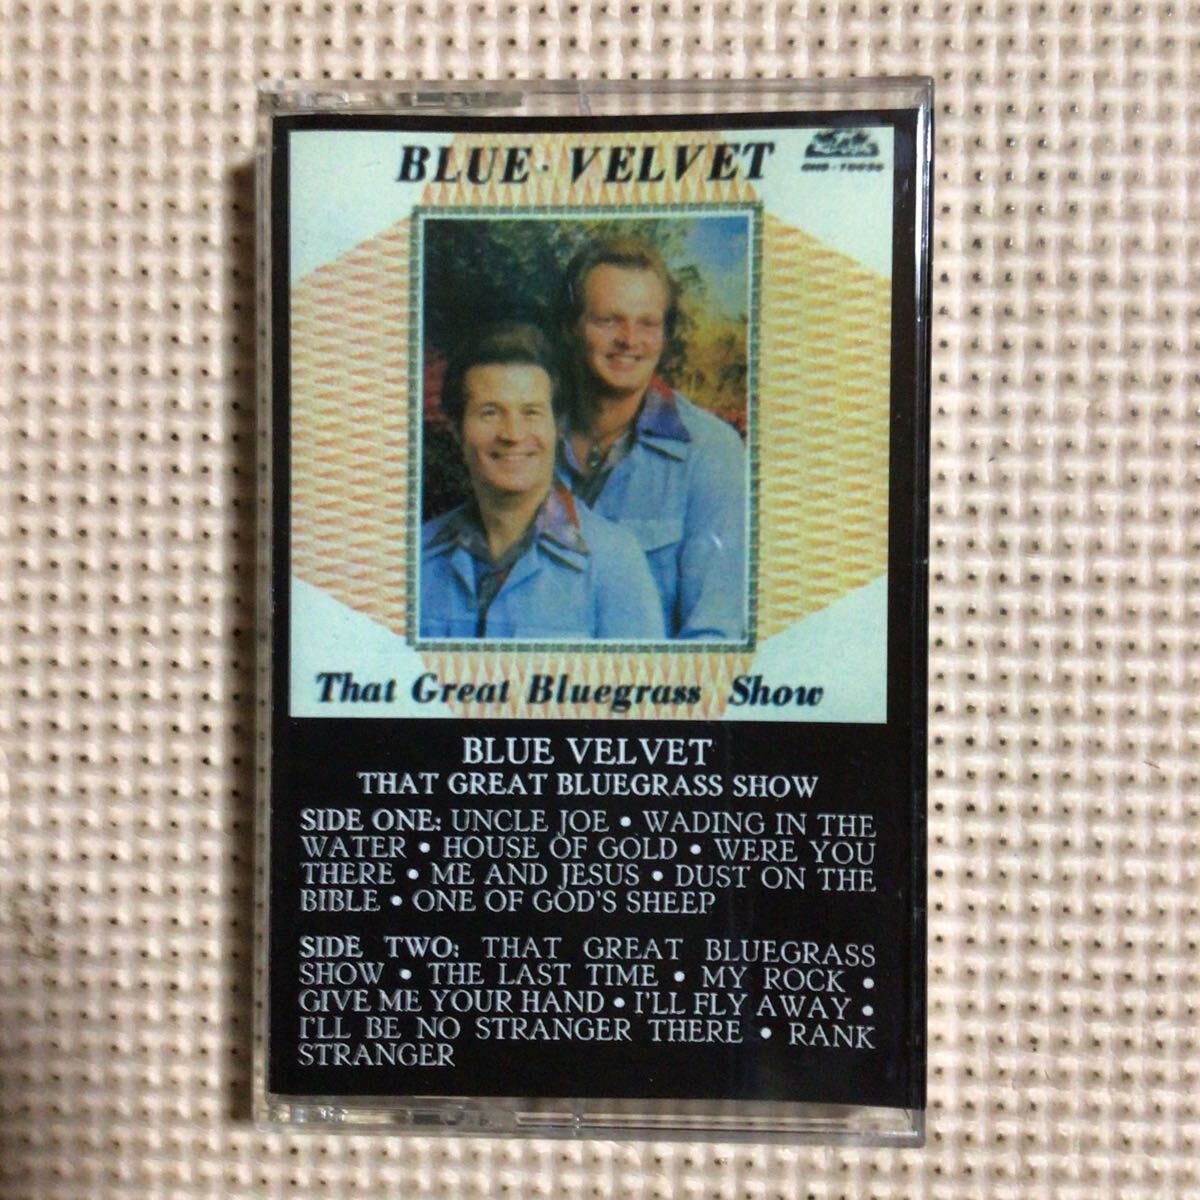 BLUE · VELVET
That Great Bluegrass Show
BLUE VELVET
THAT GREAT BLUEGRASS SHOW
SIDE ONE: UNCLE JOE • WADING IN THE
WATER • HOUSE OF GOLD • WERE YOU
THERE • ME AND JESUS • DUST ON THE
BIBLE • ONE OF GOD'S SHEEP
SIDE TWO: THAT GREAT BLUEGRASS
SHOW • THE LAST TIME • MY ROCK •
GIVE ME YOUR HAND • I'LL FLY AWAY •
I'LL BE NO STRANGER THERE • RANK
STRANGER